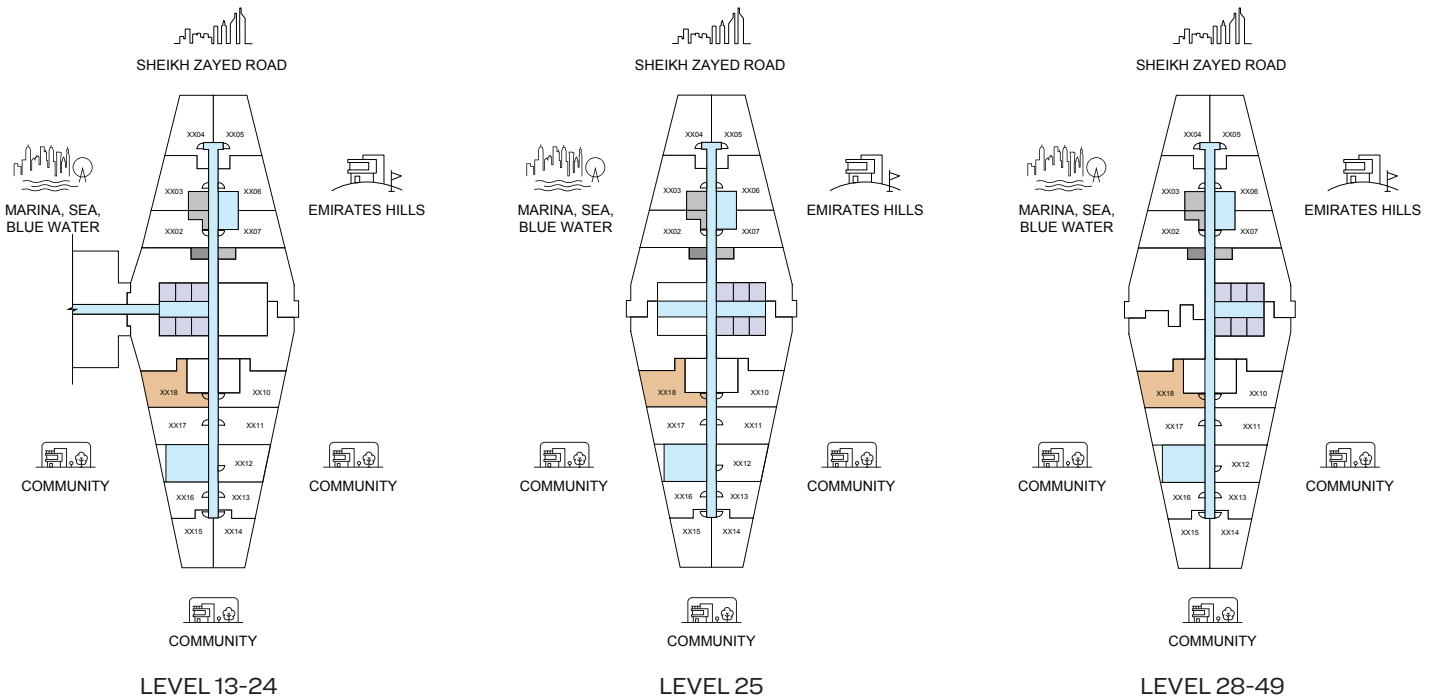 SHEIKH ZAYED ROAD
XX04
XX05
MARINA, SEA,
BLUE WATER
XX03
XX06
EMIRATES HILLS
XX02
XX07
XX18
XX10
XX17
XX11
COMMUNITY
XX12
COMMUNITY
XX16
XX13
XX15
XX14
COMMUNITY
LEVEL 13-24
SHEIKH ZAYED ROAD
XX04
XX05
MARINA, SEA,
BLUE WATER
XX03
XX06
EMIRATES HILLS
XX02
XX07
XX18
XX10
XX17
XX11
COMMUNITY
XX12
COMMUNITY
XX16
XX13
XX15
XX14
COMMUNITY
LEVEL 25
SHEIKH ZAYED ROAD
XX04
XX05
MARINA, SEA,
BLUE WATER
XX03
XX06
EMIRATES HILLS
XX02
XX07
XX18
XX10
XX17
XX11
COMMUNITY
XX12
COMMUNITY
XX16
XX13
XX15
XX14
COMMUNITY
LEVEL 28-49